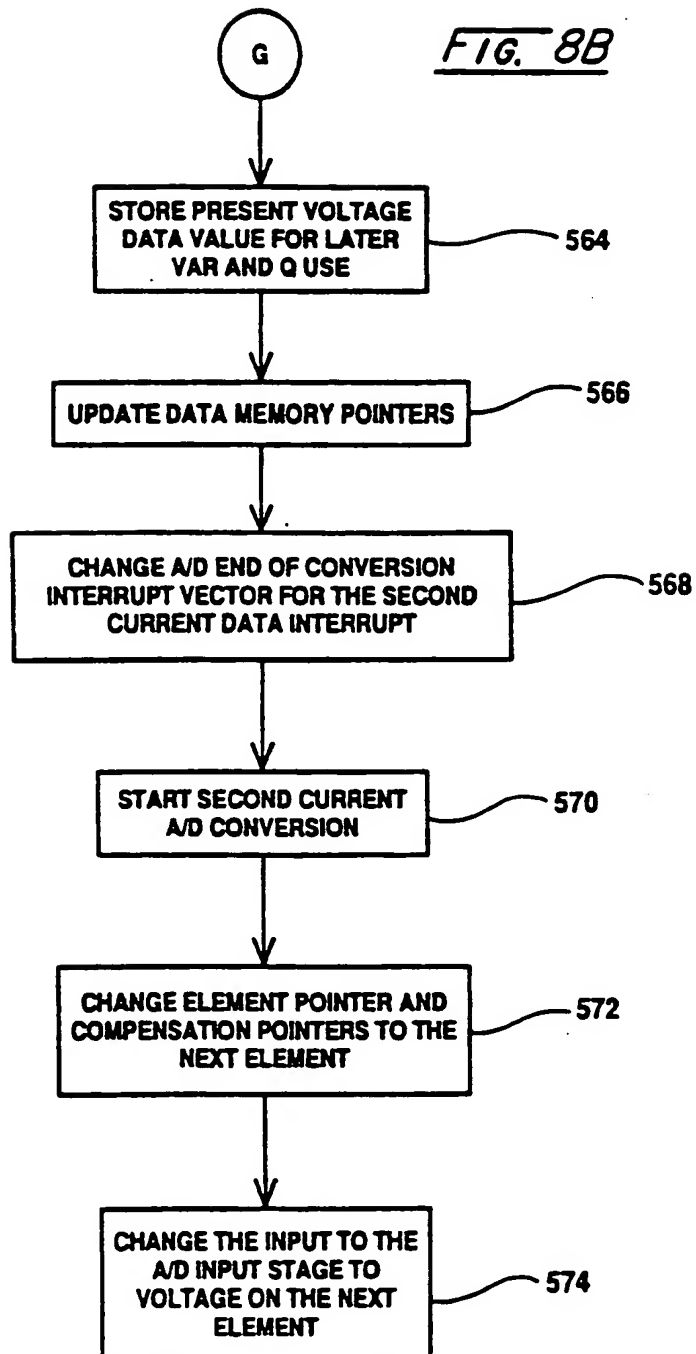 G
FIG. 8B
STORE PRESENT VOLTAGE
DATA VALUE FOR LATER
VAR AND Q USE
564
UPDATE DATA MEMORY POINTERS
566
CHANGE A/D END OF CONVERSION
INTERRUPT VECTOR FOR THE SECOND
CURRENT DATA INTERRUPT
568
START SECOND CURRENT
A/D CONVERSION
570
CHANGE ELEMENT POINTER AND
COMPENSATION POINTERS TO THE
NEXT ELEMENT
572
CHANGE THE INPUT TO THE
A/D INPUT STAGE TO
VOLTAGE ON THE NEXT
ELEMENT
574